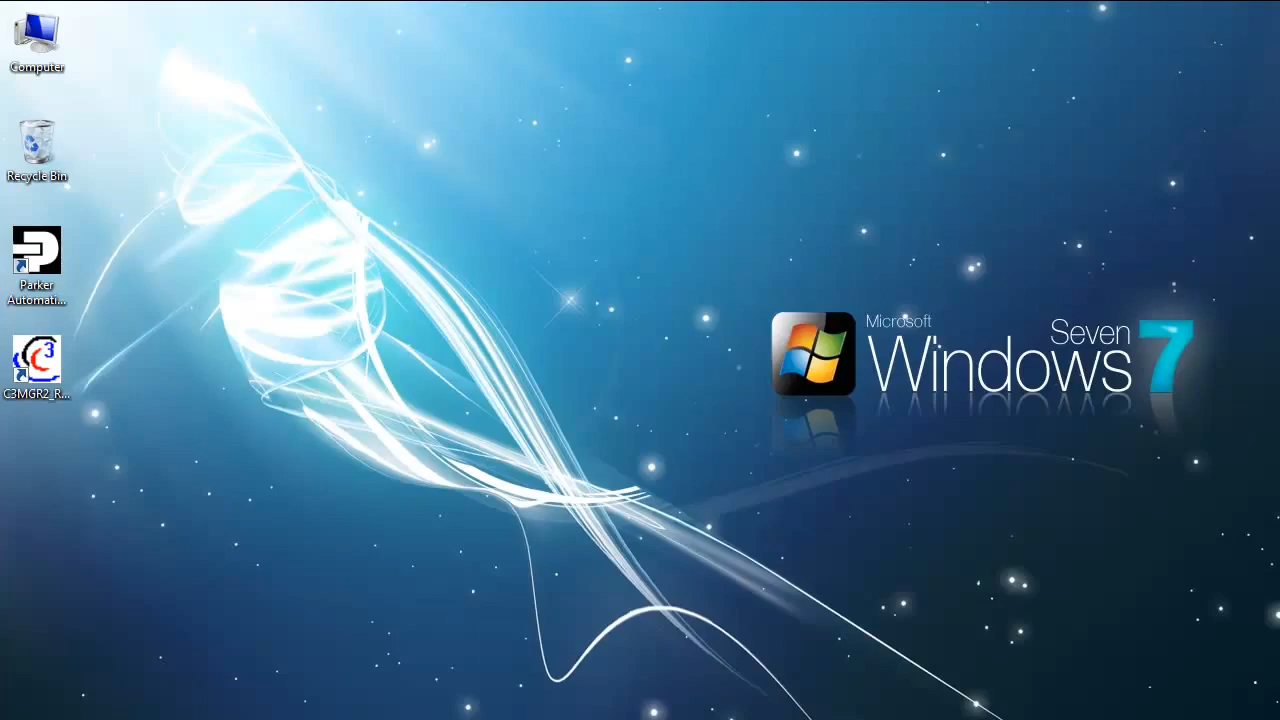 Computer
Recycle Bin
Parker
Automati...
C3MGR2_R...
Microsoft
Seven
Windows 7